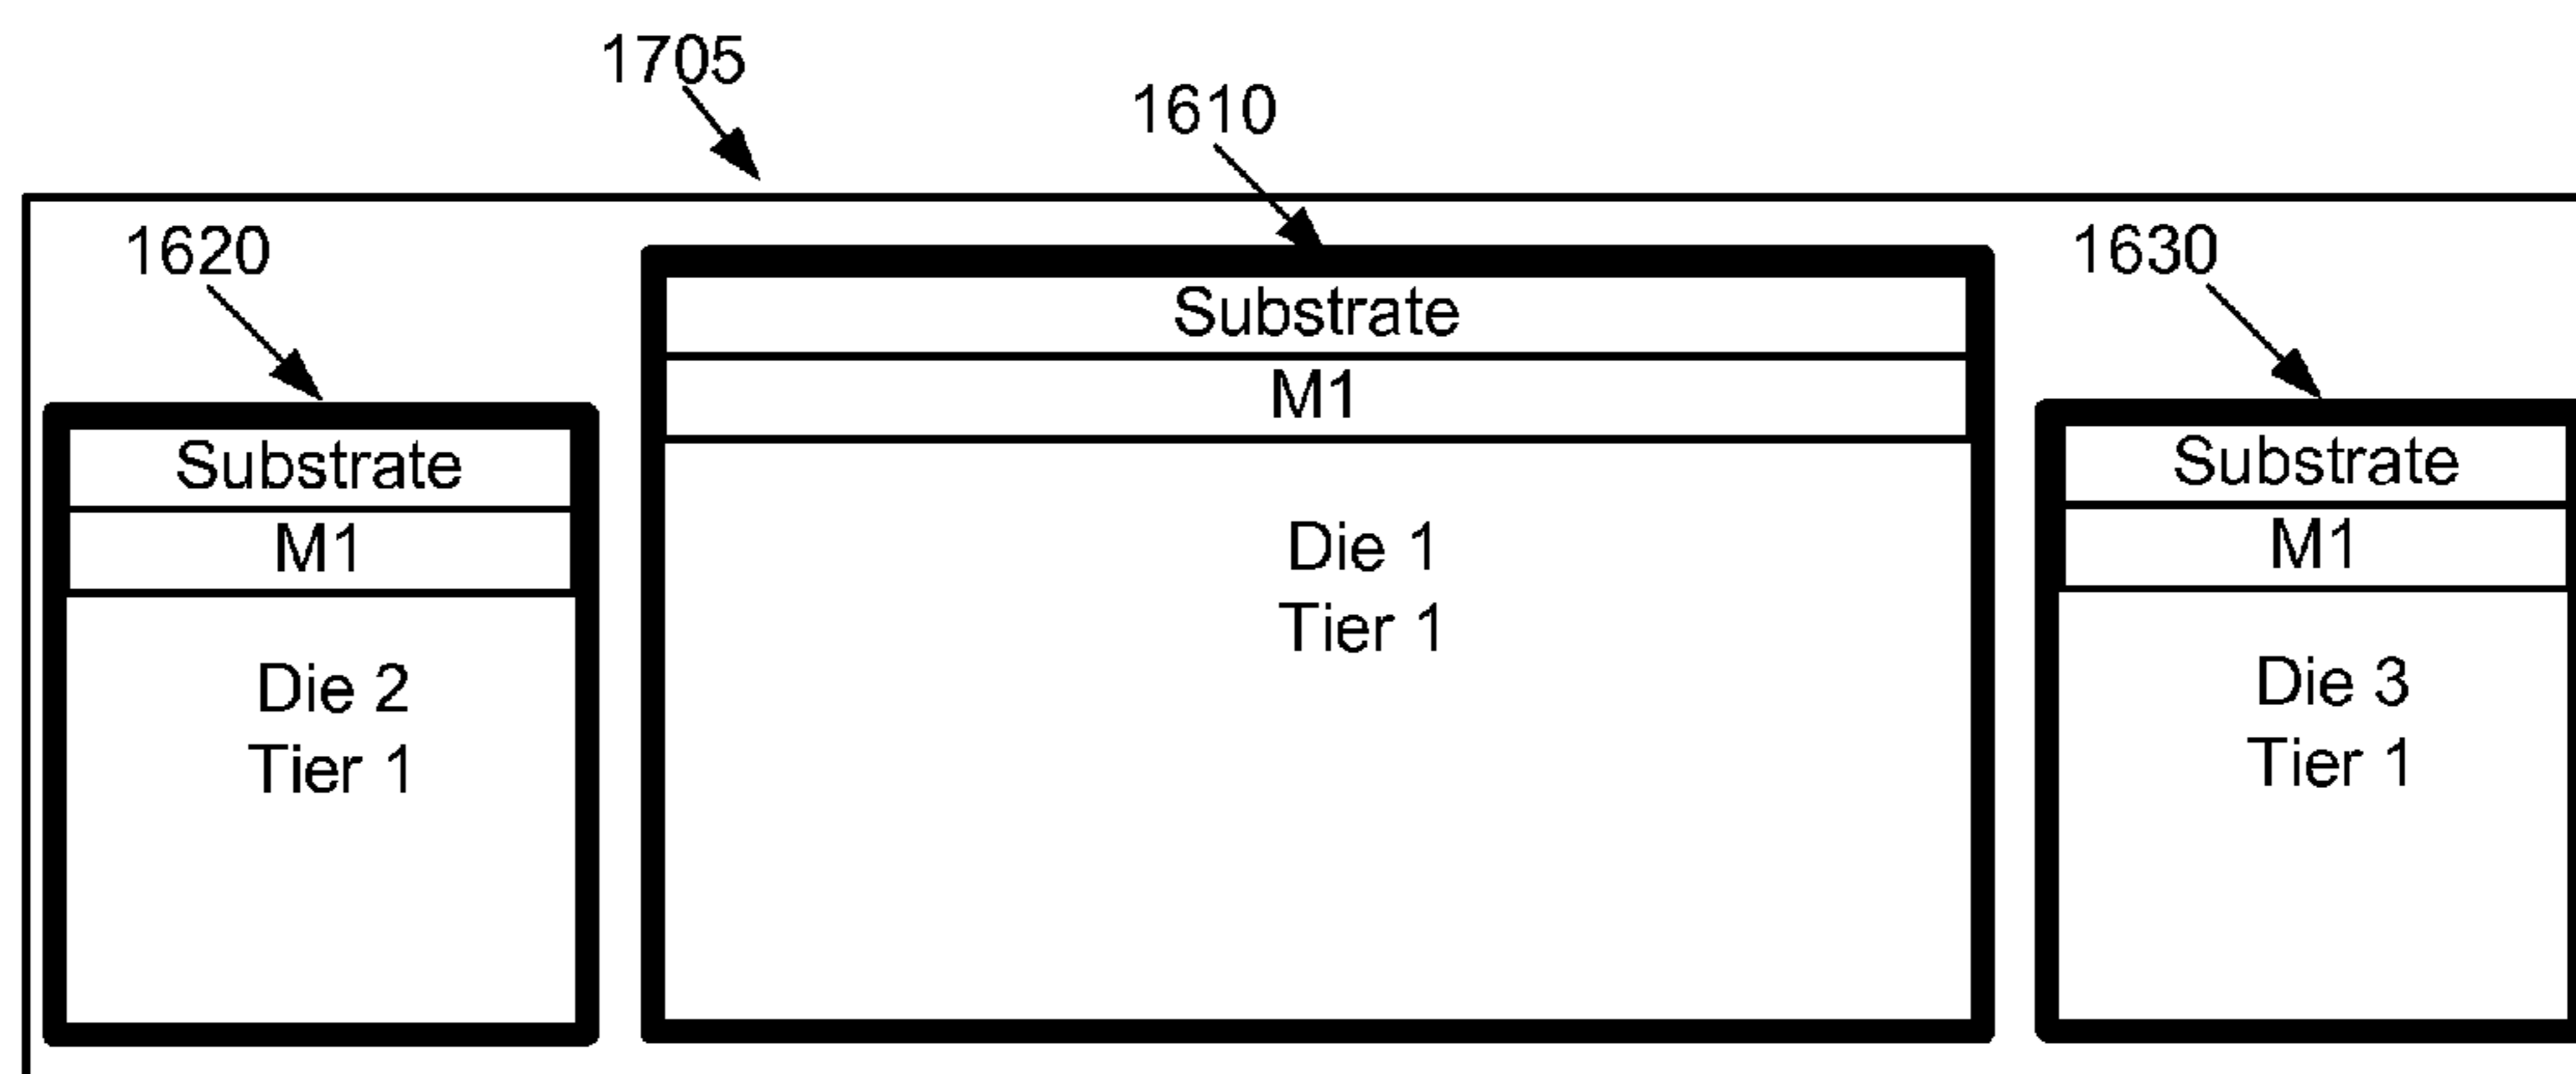 1705
1610
1620
1630
Substrate
M1
Die 1
Tier 1
Substrate
M1
Die 2
Tier 1
Substrate
M1
Die 3
Tier 1